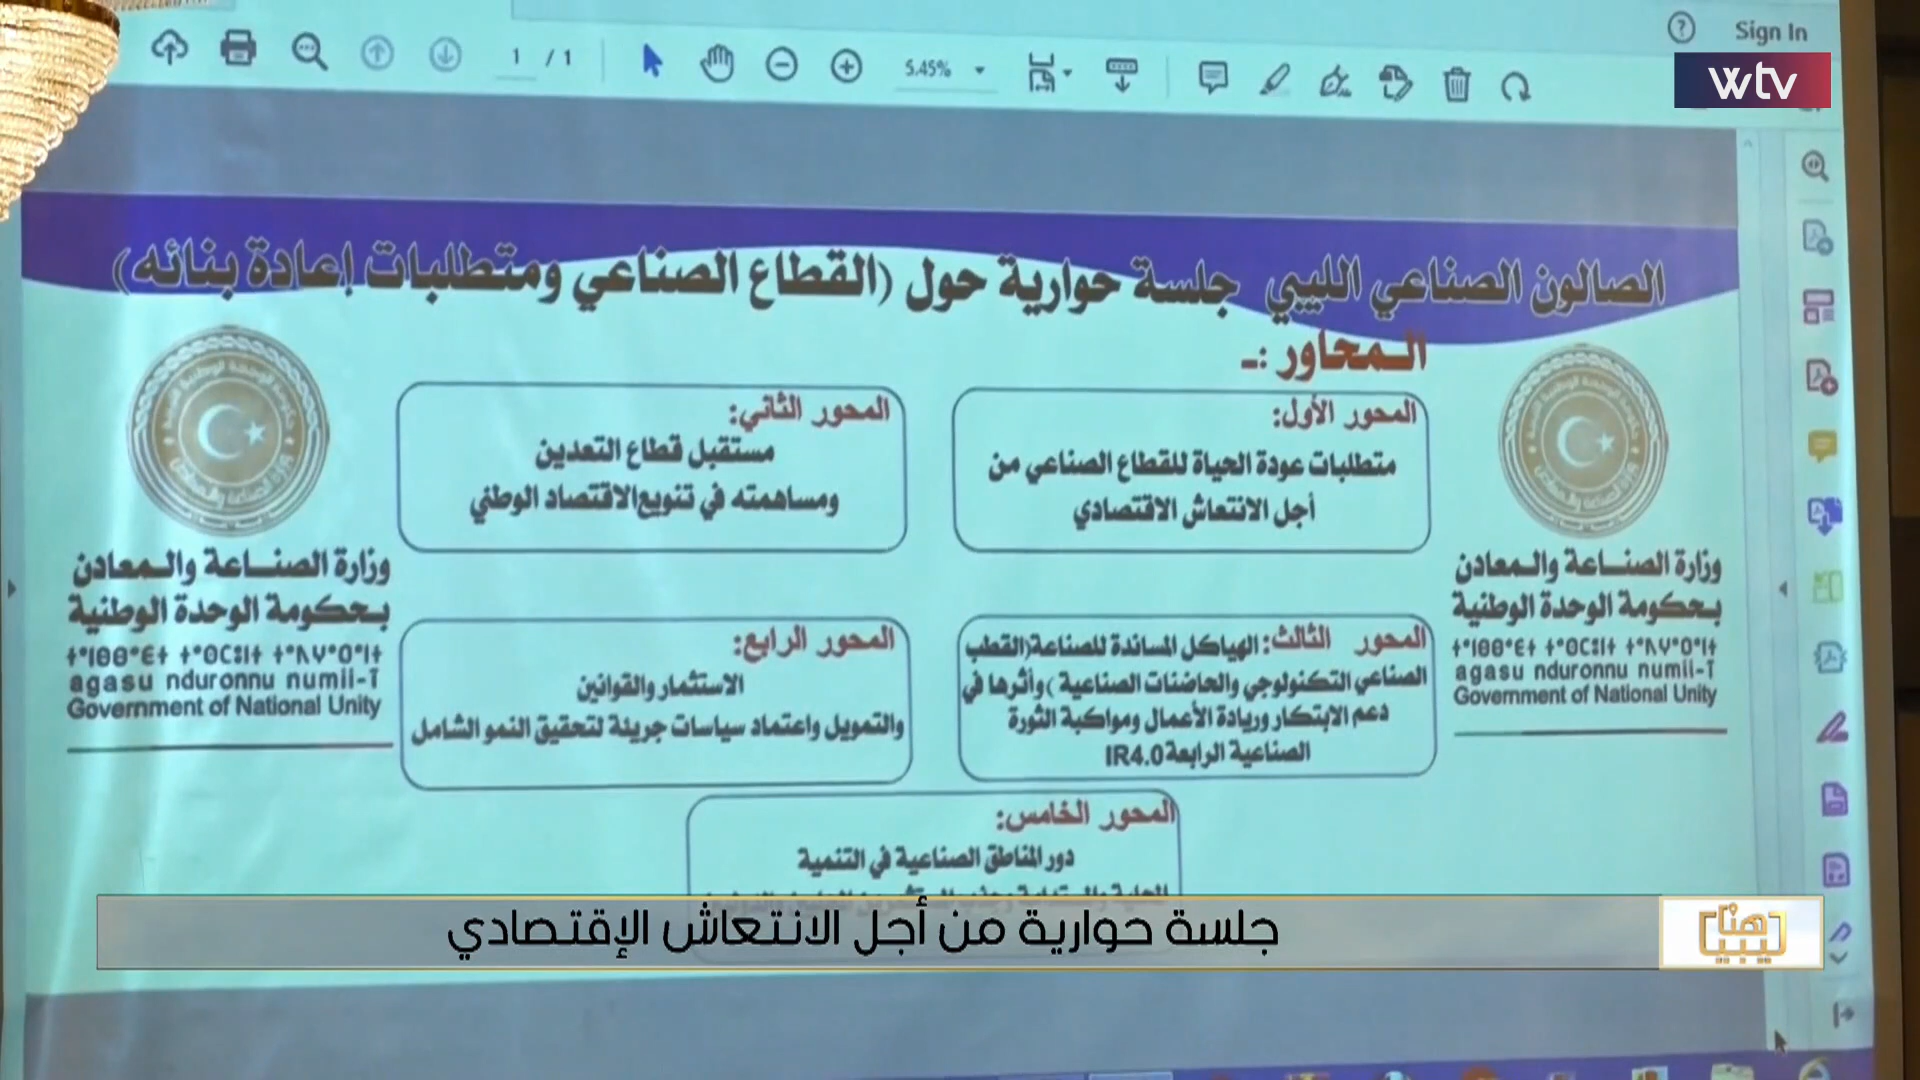 Sign In
1 / 1
5.45%
wtv
الصالون الصناعي الليبي جلسة حوارية حول (القطاع الصناعي ومتطلبات إعادة بنائه)
المحاور :-
المحور الأول:
متطلبات عودة الحياة للقطاع الصناعي من
أجل الانتعاش الاقتصادي
المحور الثاني:
مستقبل قطاع التعدين
ومساهمته في تنويع الاقتصاد الوطني
وزارة الصناعة والمعادن
بحكومة الوحدة الوطنية
agasu nduronnu numii-ī
Government of National Unity
وزارة الصناعة والمعادن
بحكومة الوحدة الوطنية
agasu nduronnu numii-ī
Government of National Unity
المحور الثالث: الهياكل المساندة للصناعة (القطب
الصناعي التكنولوجي والحاضنات الصناعية) وأثرها في
دعم الابتكار وريادة الأعمال ومواكبة الثورة
الصناعية الرابعة IR4.0
المحور الرابع:
الاستثمار والقوانين
والتمويل واعتماد سياسات جريئة لتحقيق النمو الشامل
المحور الخامس:
دور المناطق الصناعية في التنمية
جلسة حوارية من أجل الانتعاش الإقتصادي
هنا ليبيا